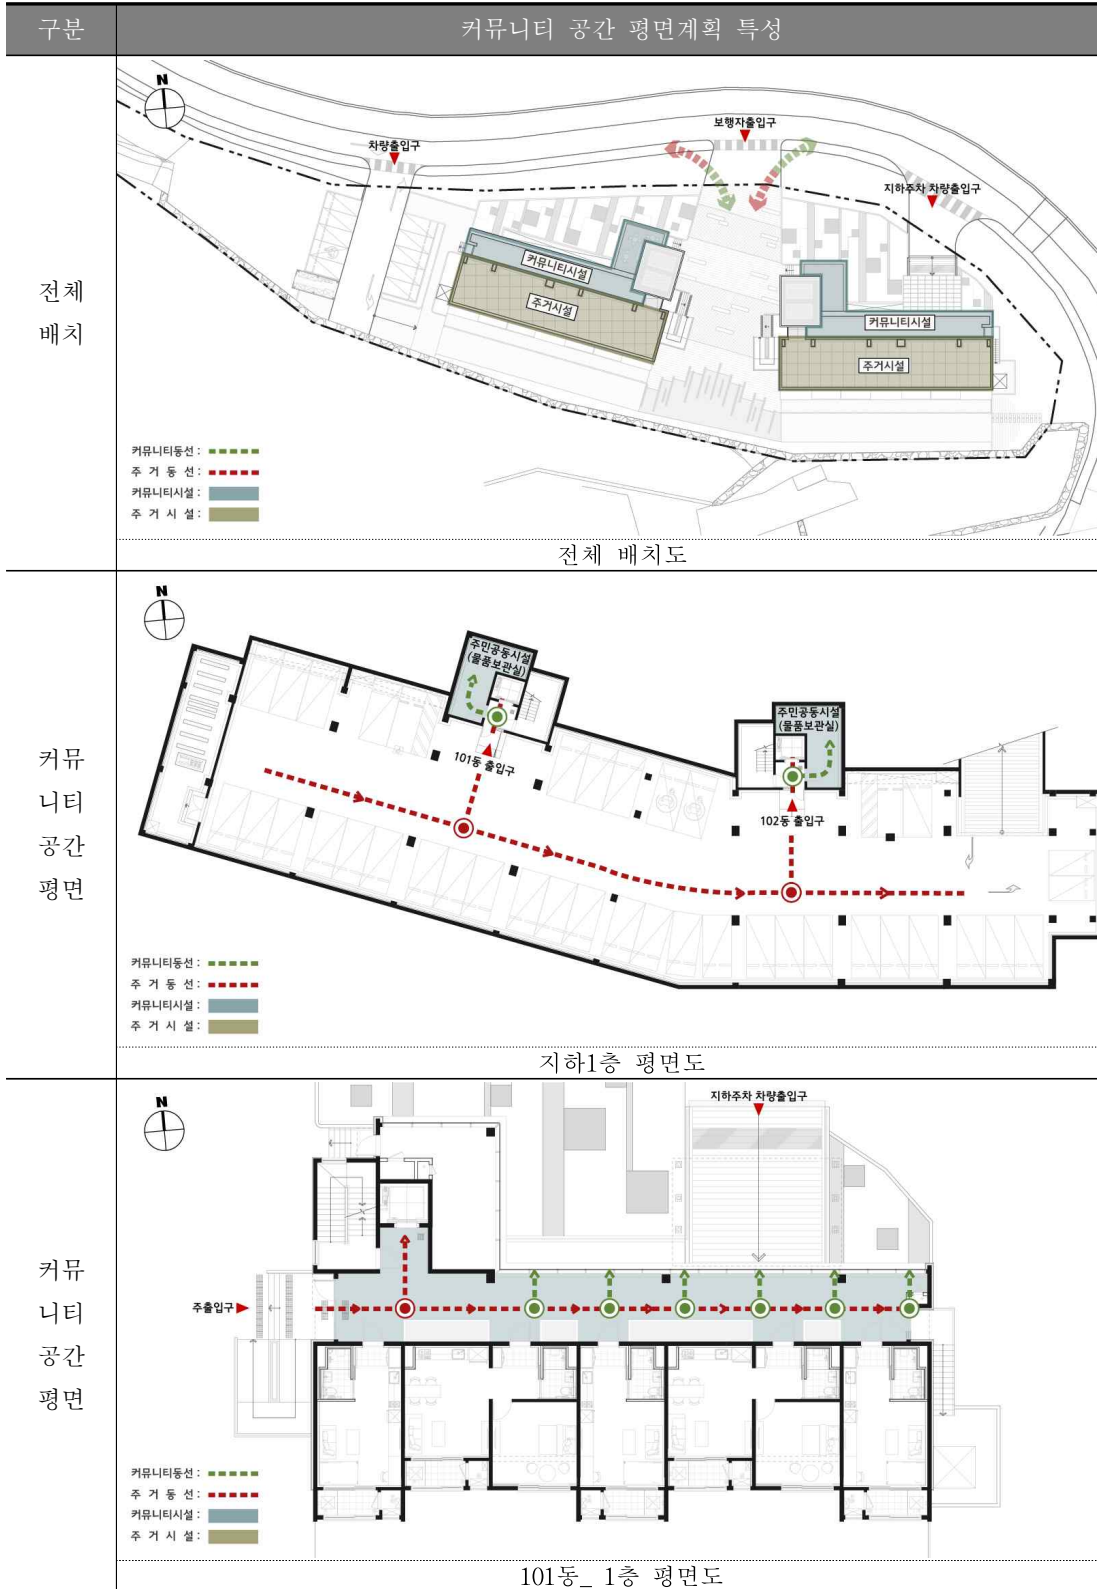 구분
커뮤니티 공간 평면계획 특성
전체
배치
N
차량출입구
보행자출입구
지하주차 차량출입구
커뮤니티시설
주거시설
커뮤니티시설
주거시설
커뮤니티동선 :
주 거 동 선 :
커뮤니티시설 :
주 거 시 설 :
전체 배치도
커뮤
니티
공간
평면
N
주민공동시설
(물품보관실)
101동 출입구
주민공동시설
(물품보관실)
102동 출입구
커뮤니티동선 :
주 거 동 선 :
커뮤니티시설 :
주 거 시 설 :
지하1층 평면도
커뮤
니티
공간
평면
N
지하주차 차량출입구
주출입구
커뮤니티동선 :
주 거 동 선 :
커뮤니티시설 :
주 거 시 설 :
101동_ 1층 평면도